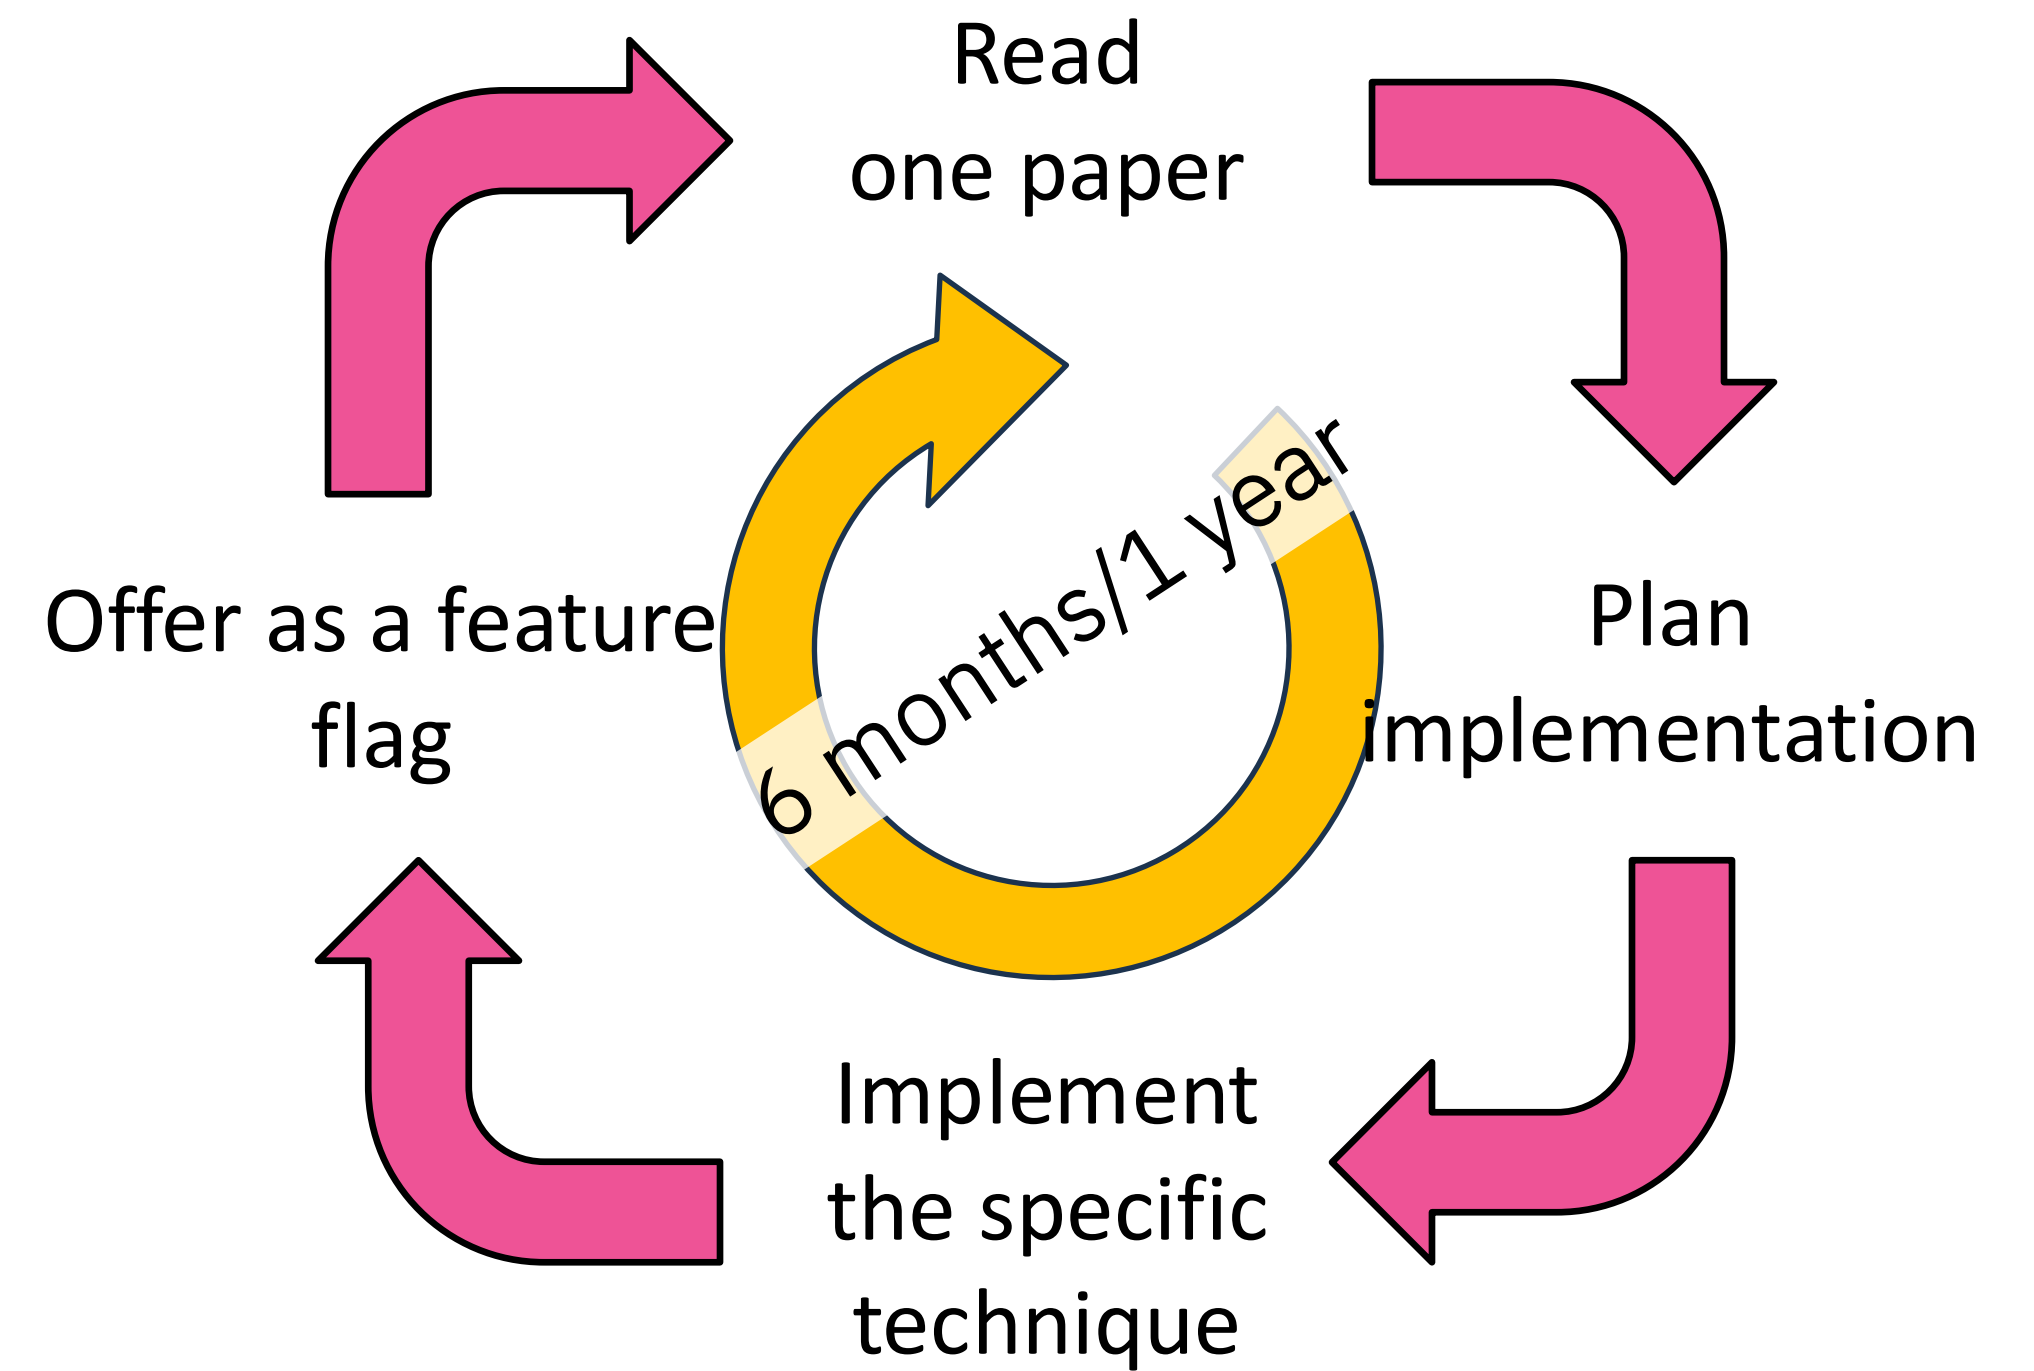 Read
one paper
Plan
implementation
Implement
the specific
technique
Offer as a feature
flag
6 months/1 year